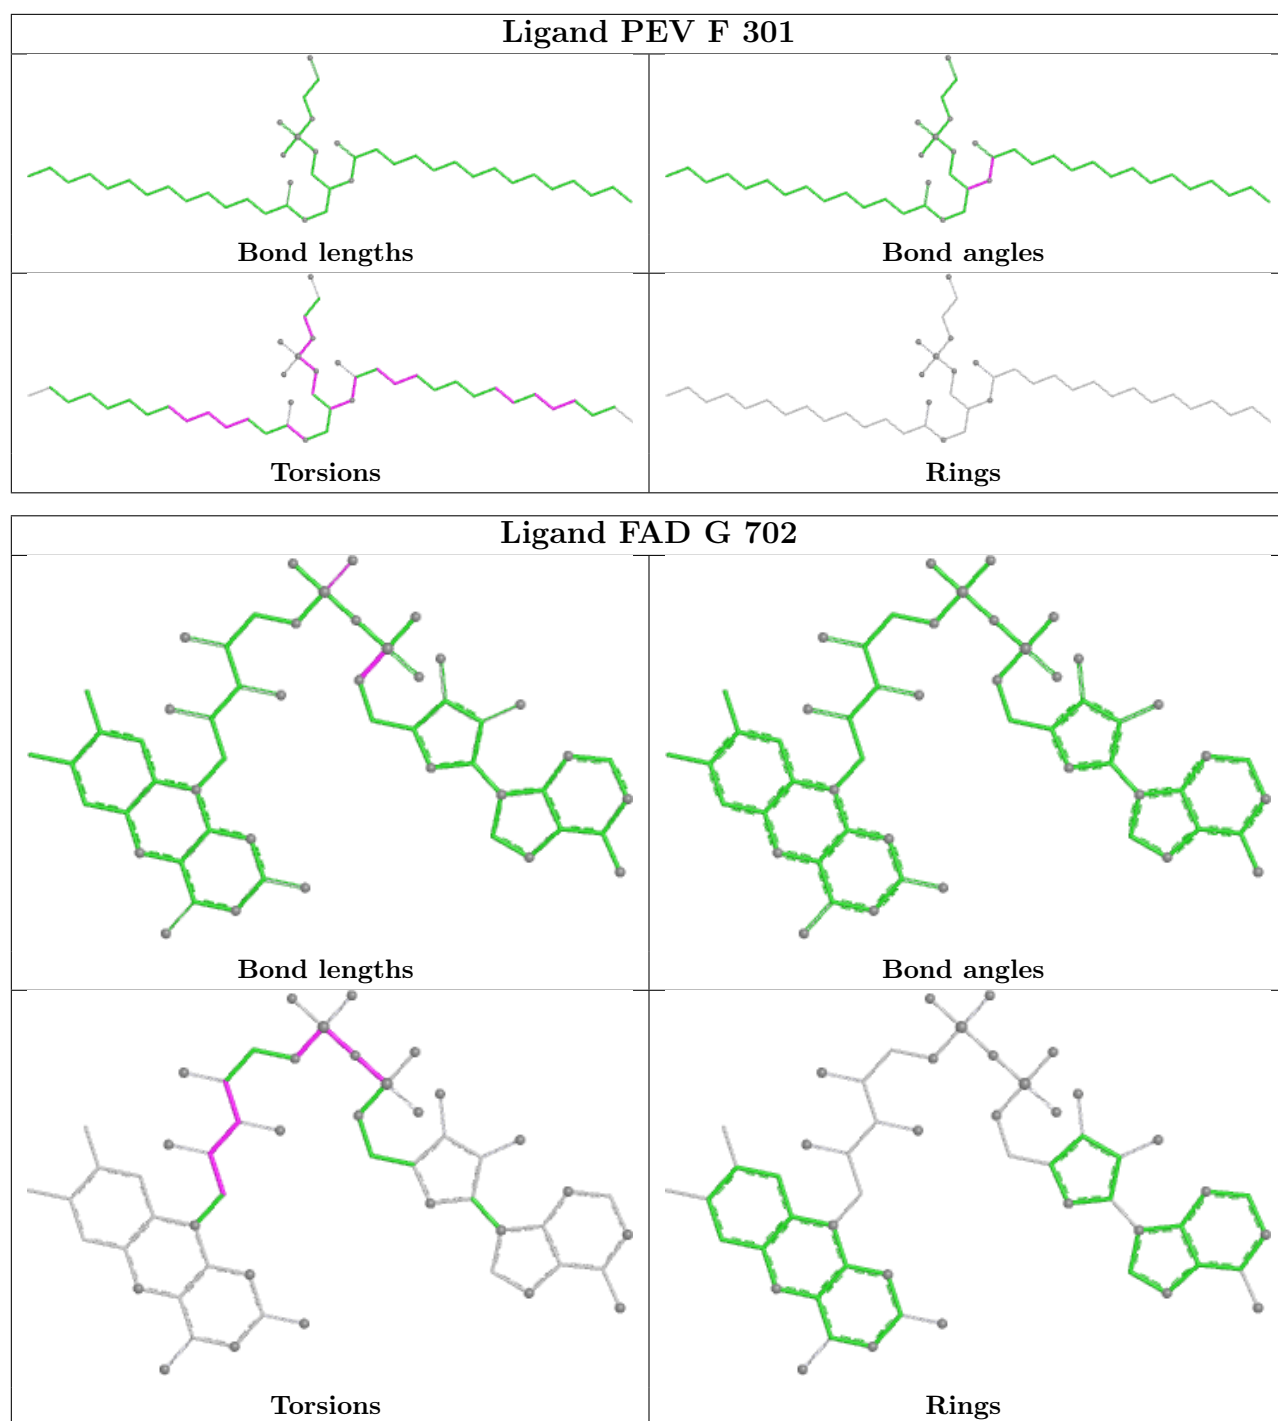 Ligand PEV F 301
Bond lengths
Bond angles
Torsions
Rings
Ligand FAD G 702
Bond lengths
Bond angles
Torsions
Rings